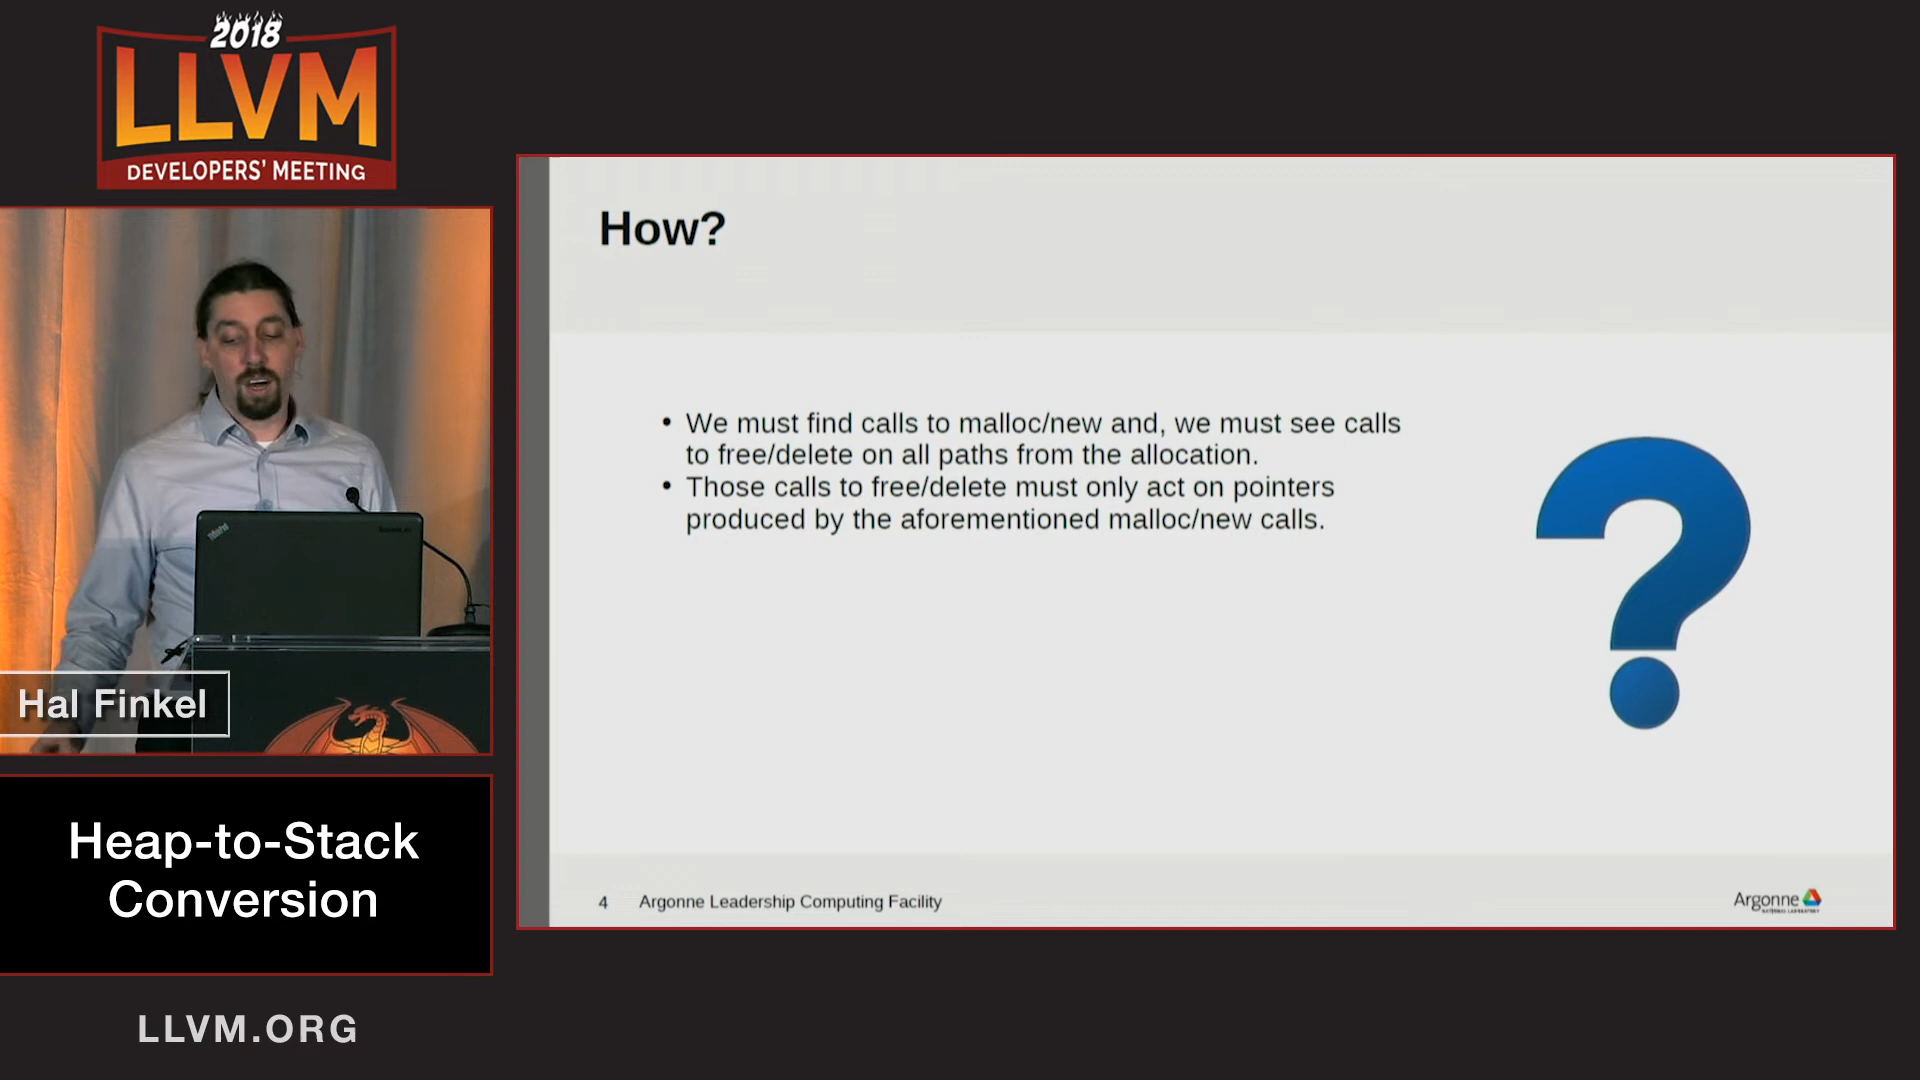 2018
LLVM
DEVELOPERS' MEETING
How?
• We must find calls to malloc/new and, we must see calls
to free/delete on all paths from the allocation.
• Those calls to free/delete must only act on pointers
produced by the aforementioned malloc/new calls.
4 Argonne Leadership Computing Facility
Argonne
NATIONAL LABORATORY
ThinkPad
Hal Finkel
Heap-to-Stack
Conversion
LLVM.ORG